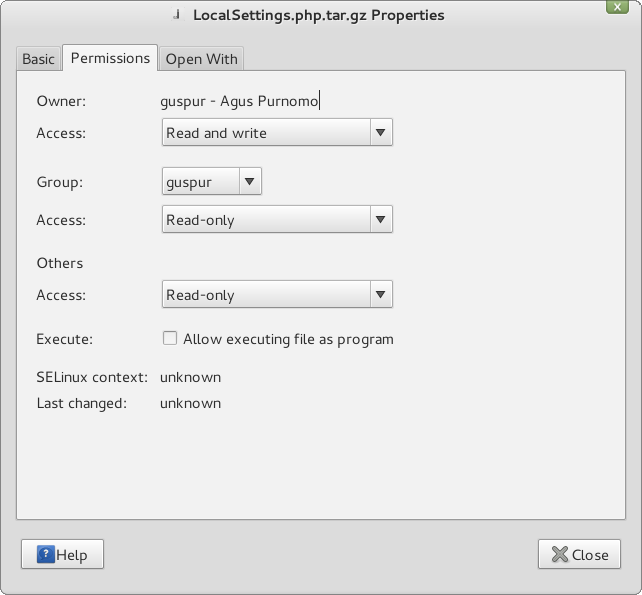 LocalSettings.php.tar.gz Properties
x
Basic Permissions Open With
Owner: guspur - Agus Purnomo
Access: Read and write
Group: guspur
Access: Read-only
Others
Access: Read-only
Execute: Allow executing file as program
SELinux context: unknown
Last changed: unknown
? Help Close